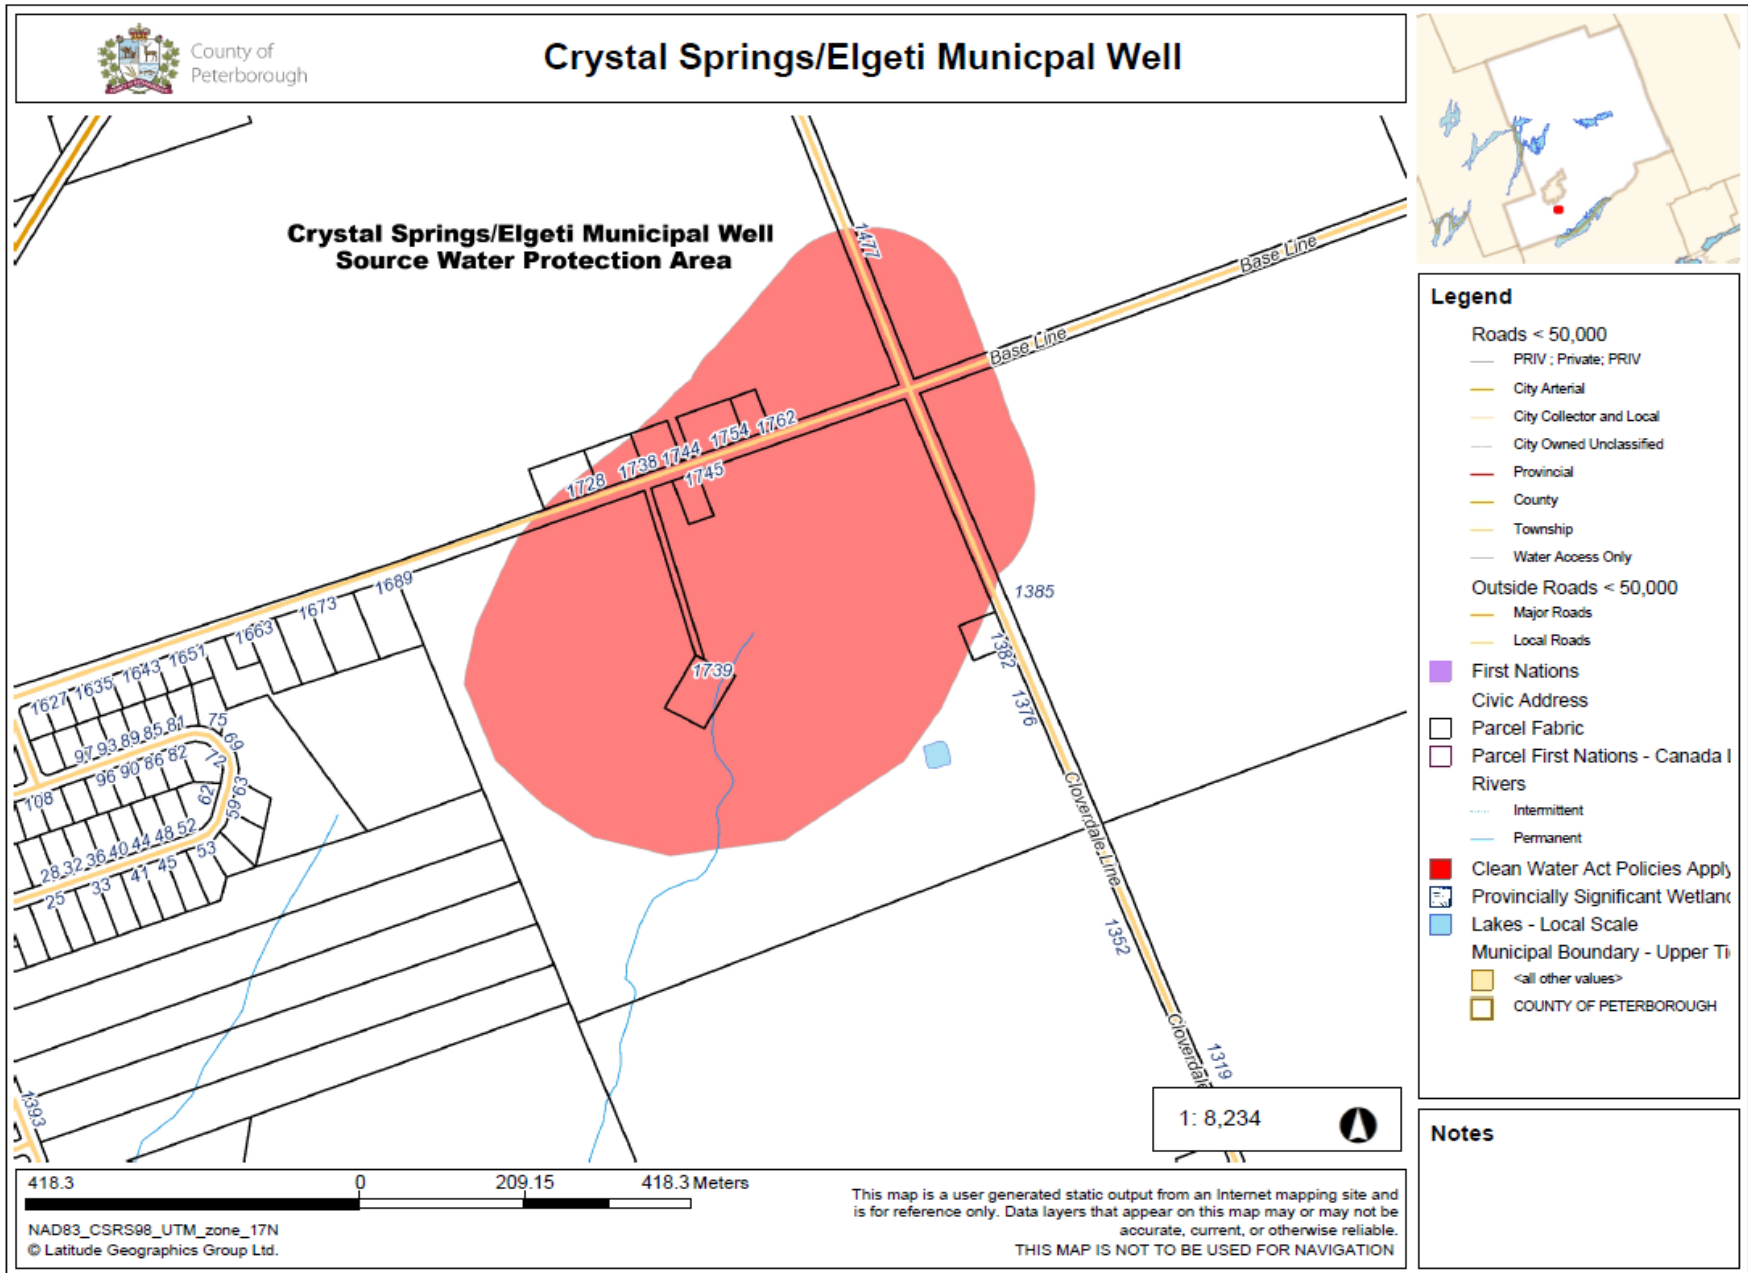 County of
Peterborough
Crystal Springs/Elgeti Municpal Well
Crystal Springs/Elgeti Municipal Well
Source Water Protection Area
1477
Base Line
Base Line
1762
1754
1744
1738
1728
1745
1739
1689
1673
1663
1651
1643
1635
1627
1385
1382
1376
97 93 89 85 81
75
69
72
96 90 86 82
63
59
62
108
28 32 36 40 44 48 52
53
45
41
33
25
Cloverdale Line
1352
Cloverdale
1319
1393
1: 8,234
Legend
Roads < 50,000
PRIV ; Private; PRIV
City Arterial
City Collector and Local
City Owned Unclassified
Provincial
County
Township
Water Access Only
Outside Roads < 50,000
Major Roads
Local Roads
First Nations
Civic Address
Parcel Fabric
Parcel First Nations - Canada L
Rivers
Intermittent
Permanent
Clean Water Act Policies Apply
Provincially Significant Wetland
Lakes - Local Scale
Municipal Boundary - Upper Ti
<all other values>
COUNTY OF PETERBOROUGH
Notes
418.3 0 209.15 418.3 Meters
NAD83_CSRS98_UTM_zone_17N
© Latitude Geographics Group Ltd.
This map is a user generated static output from an Internet mapping site and
is for reference only. Data layers that appear on this map may or may not be
accurate, current, or otherwise reliable.
THIS MAP IS NOT TO BE USED FOR NAVIGATION